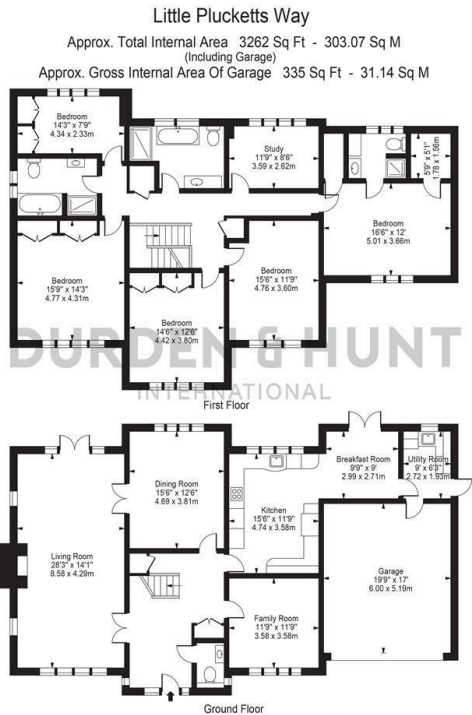 Little Plucketts Way
Approx. Total Internal Area 3262 Sq Ft - 303.07 Sq M
(Including Garage)
Approx. Gross Internal Area Of Garage 335 Sq Ft - 31.14 Sq M
Bedroom
14'3" x 7'9"
4.34 x 2.33m
Study
11'9" x 8'6"
3.59 x 2.62m
5'9" x 5'1"
1.78 x 1.56m
Bedroom
16'6" x 12'
5.01 x 3.66m
Bedroom
15'9" x 14'3"
4.77 x 4.31m
Bedroom
15'6" x 11'9"
4.76 x 3.60m
Bedroom
14'6" x 12'6"
4.42 x 3.80m
DURDEN & HUNT
INTERNATIONAL
First Floor
Breakfast Room
9'9" x 9'
2.99 x 2.71m
Utility Room
9' x 6'3"
2.72 x 1.93m
Dining Room
15'6" x 12'6"
4.69 x 3.81m
Kitchen
15'6" x 11'9"
4.74 x 3.58m
Living Room
28'3" x 14'1"
8.58 x 4.29m
Garage
19'9" x 17'
6.00 x 5.19m
Family Room
11'9" x 11'9"
3.58 x 3.58m
Ground Floor